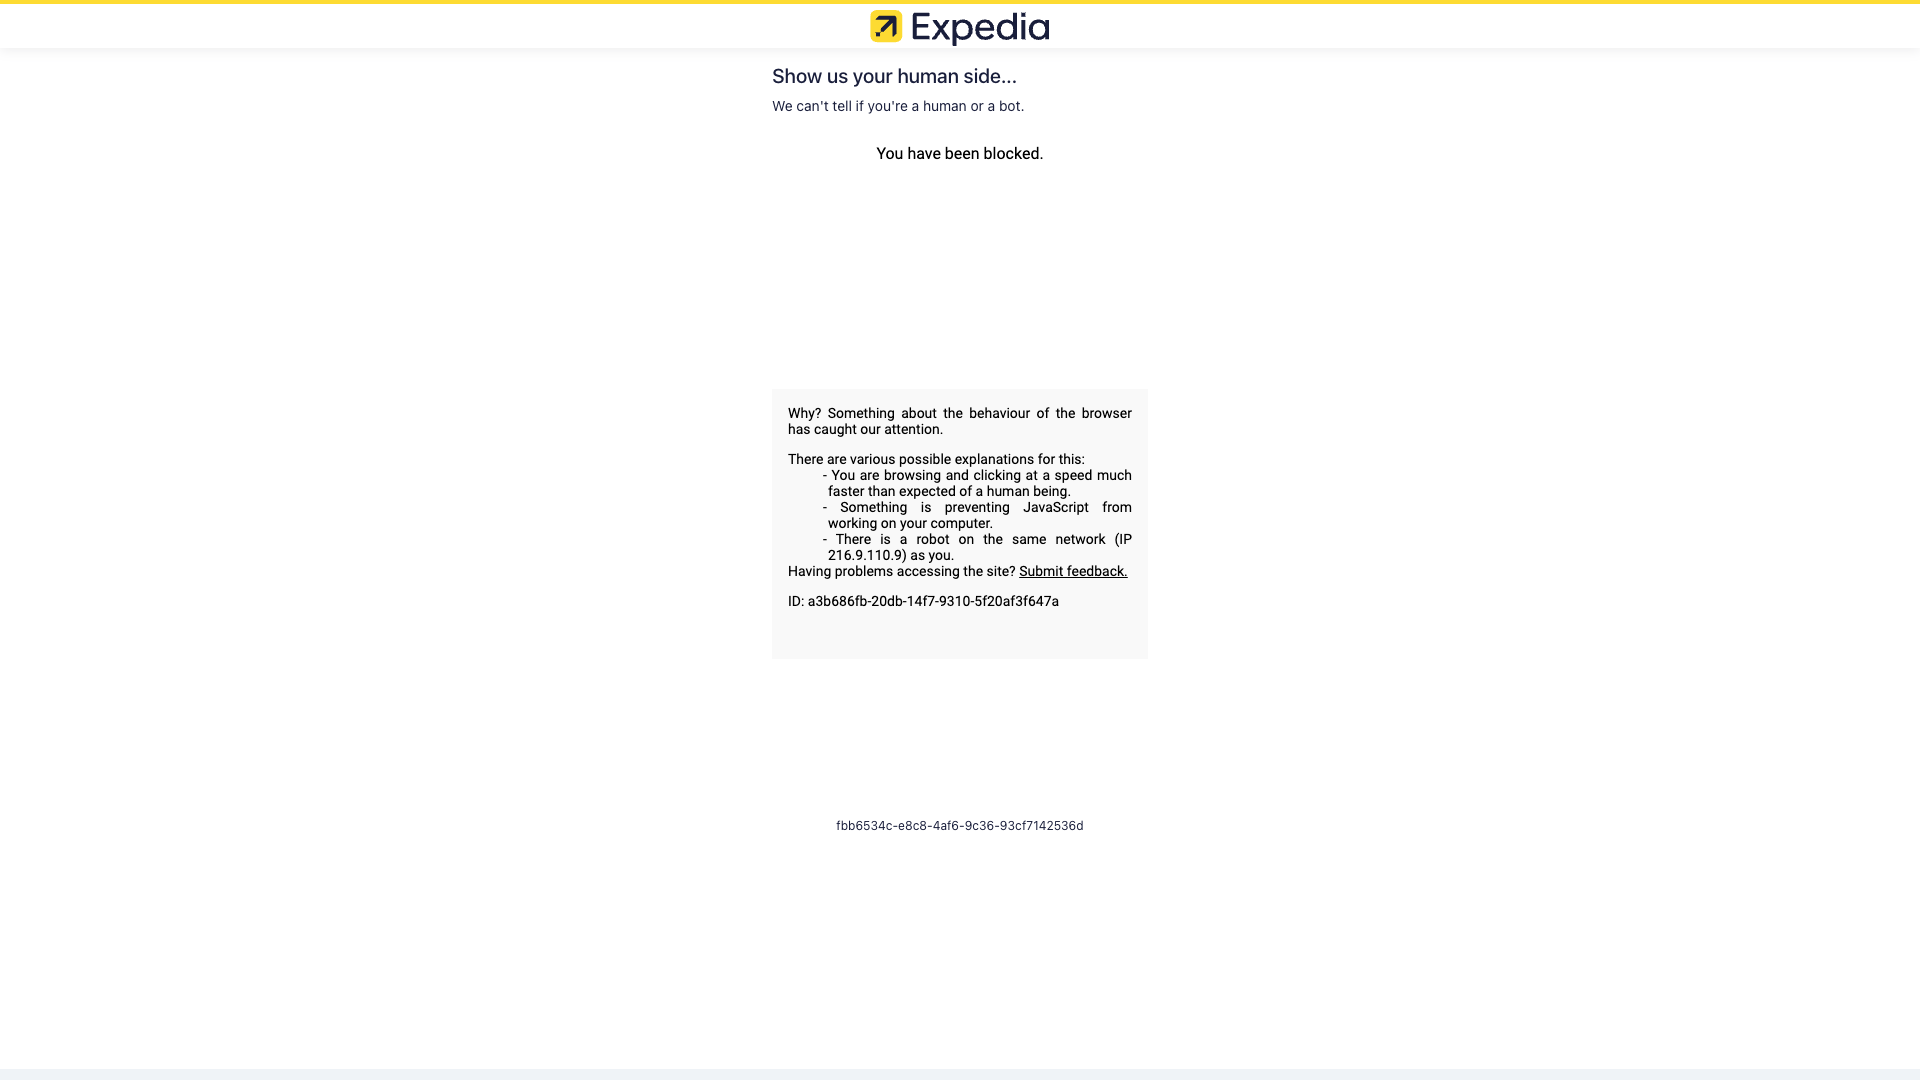 Expedia
Show us your human side...
We can't tell if you're a human or a bot.
You have been blocked.
Why? Something about the behaviour of the browser
has caught our attention.
There are various possible explanations for this:
- You are browsing and clicking at a speed much
faster than expected of a human being.
- Something is preventing JavaScript from
working on your computer.
- There is a robot on the same network (IP
216.9.110.9) as you.
Having problems accessing the site? Submit feedback.
ID: a3b686fb-20db-14f7-9310-5f20af3f647a
fbb6534c-e8c8-4af6-9c36-93cf7142536d